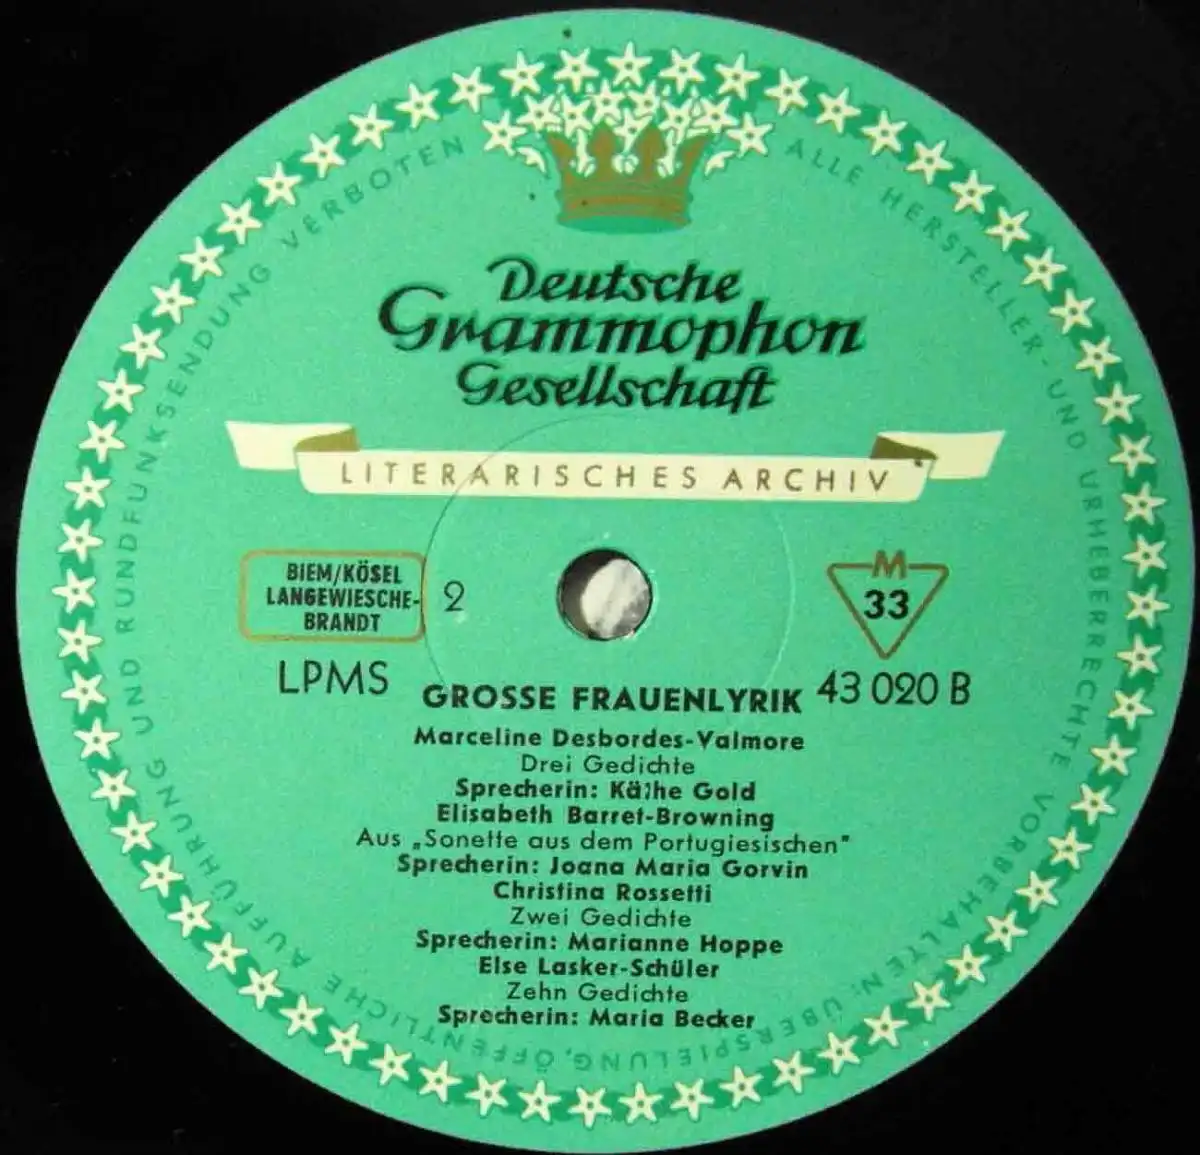 Deutsche
Grammophon
Gesellschaft
LITERARISCHES ARCHIV
BIEM/KÖSEL
LANGEWIESCHE-
BRANDT
2
M
33
LPMS
GROSSE FRAUENLYRIK
43 020 B
Marceline Desbordes-Valmore
Drei Gedichte
Sprecherin: Käthe Gold
Elisabeth Barret-Browning
Aus „Sonette aus dem Portugiesischen"
Sprecherin: Joana Maria Gorvin
Christina Rossetti
Zwei Gedichte
Sprecherin: Marianne Hoppe
Else Lasker-Schüler
Zehn Gedichte
Sprecherin: Maria Becker
ALLE HERSTELLER- UND URHEBERRECHTE VORBEHALTEN: ÜBERSPIELUNG, ÖFFENTLICHE AUFFÜHRUNG UND RUNDFUNKSENDUNG VERBOTEN